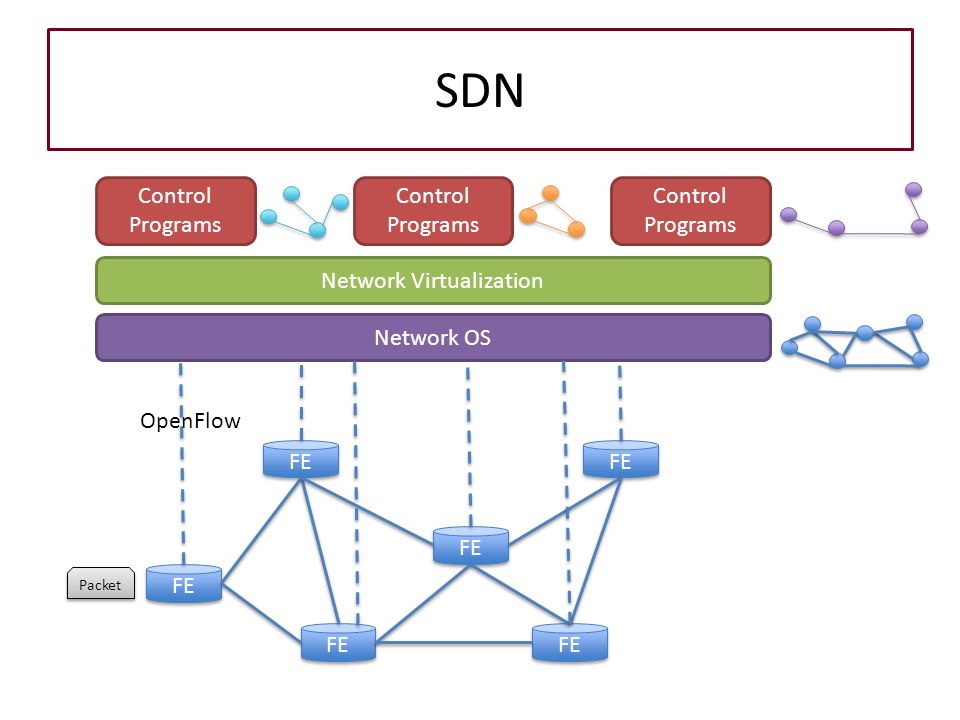 SDN
Control
Programs
Control
Programs
Control
Programs
Network Virtualization
Network OS
OpenFlow
FE
FE
FE
Packet
FE
FE
FE